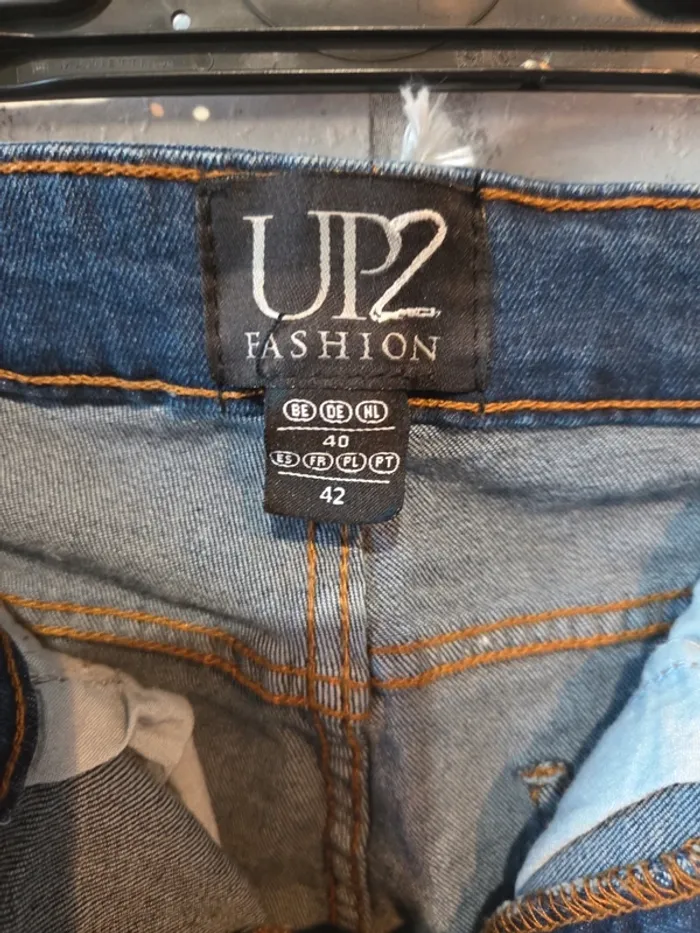 UP2
FASHION
BE DE NL
40
ES FR PL PT
42